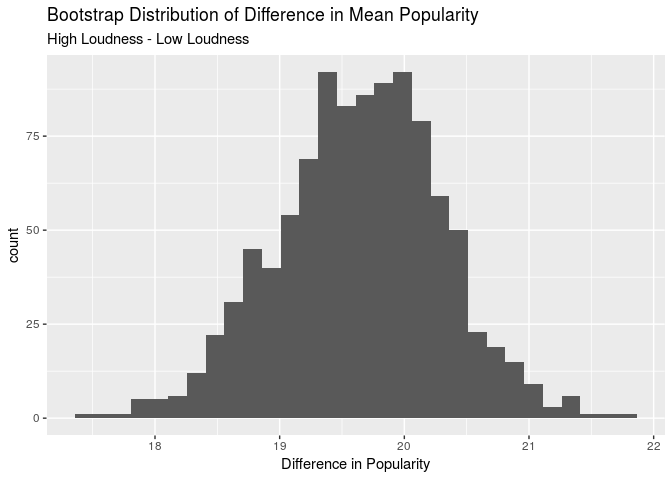 Bootstrap Distribution of Difference in Mean Popularity
High Loudness - Low Loudness
75
50
25
0
count
18 19 20 21 22
Difference in Popularity